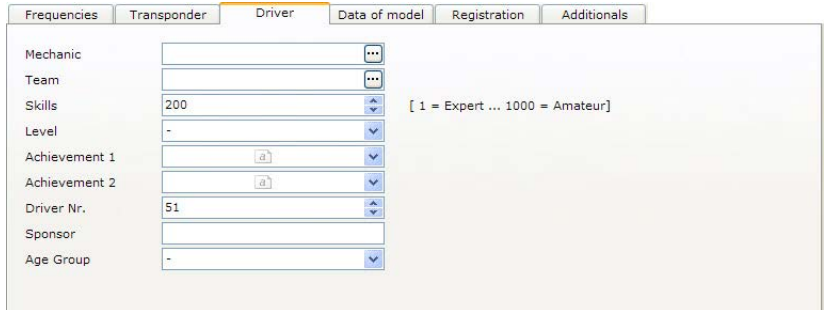 Frequencies Transponder Driver Data of model Registration Additionals
Mechanic ...
Team ...
Skills 200 [ 1 = Expert ... 1000 = Amateur]
Level -
Achievement 1 a
Achievement 2 a
Driver Nr. 51
Sponsor
Age Group -